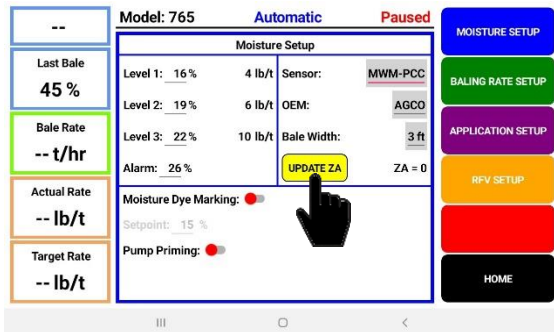 --
Last Bale
45 %
Bale Rate
-- t/hr
Actual Rate
-- lb/t
Target Rate
-- lb/t
Model: 765 Automatic Paused
Moisture Setup
Level 1: 16 % 4 lb/t
Level 2: 19 % 6 lb/t
Level 3: 22 % 10 lb/t
Alarm: 26 %
Sensor: MWM-PCC
OEM: AGCO
Bale Width: 3 ft
UPDATE ZA ZA = 0
Moisture Dye Marking:
Setpoint: 15 %
Pump Priming:
MOISTURE SETUP
BALING RATE SETUP
APPLICATION SETUP
RFV SETUP
HOME